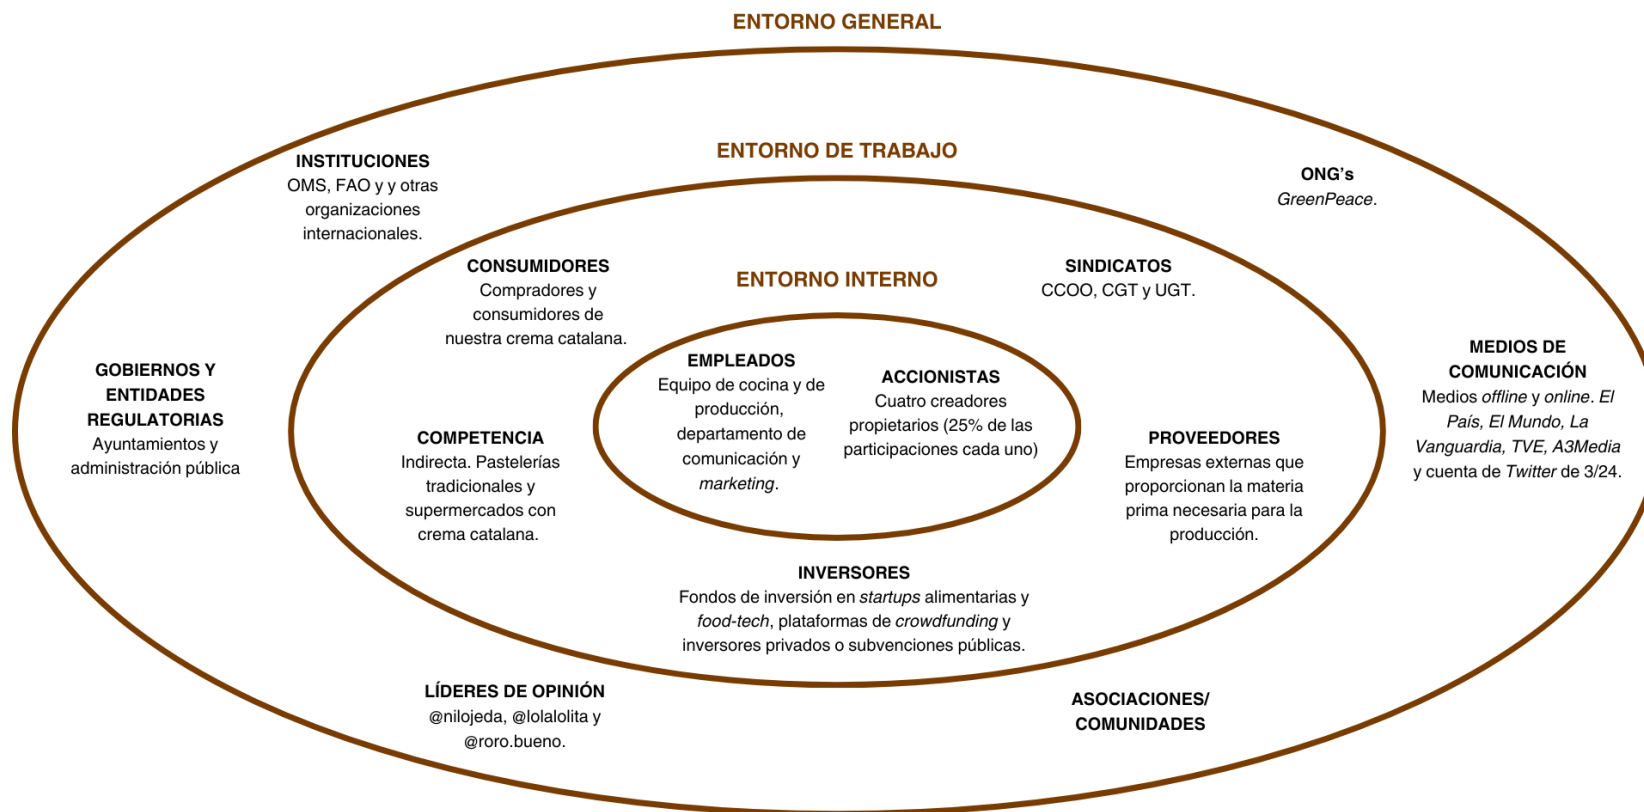 ENTORNO GENERAL
ENTORNO DE TRABAJO
INSTITUCIONES
OMS, FAO y y otras
organizaciones
internacionales.
ONG's
GreenPeace.
CONSUMIDORES
Compradores y
consumidores de
nuestra crema catalana.
ENTORNO INTERNO
SINDICATOS
CCOO, CGT y UGT.
GOBIERNOS Y
ENTIDADES
REGULATORIAS
Ayuntamientos y
administración pública
EMPLEADOS
Equipo de cocina y de
producción,
departamento de
comunicación y
marketing.
ACCIONISTAS
Cuatro creadores
propietarios (25% de las
participaciones cada uno)
MEDIOS DE
COMUNICACIÓN
Medios offline y online. El
País, El Mundo, La
Vanguardia, TVE, A3Media
y cuenta de Twitter de 3/24.
COMPETENCIA
Indirecta. Pastelerías
tradicionales y
supermercados con
crema catalana.
PROVEEDORES
Empresas externas que
proporcionan la materia
prima necesaria para la
producción.
INVERSORES
Fondos de inversión en startups alimentarias y
food-tech, plataformas de crowdfunding y
inversores privados o subvenciones públicas.
LÍDERES DE OPINIÓN
@nilojeda, @lolalolita y
@roro.bueno.
ASOCIACIONES/
COMUNIDADES